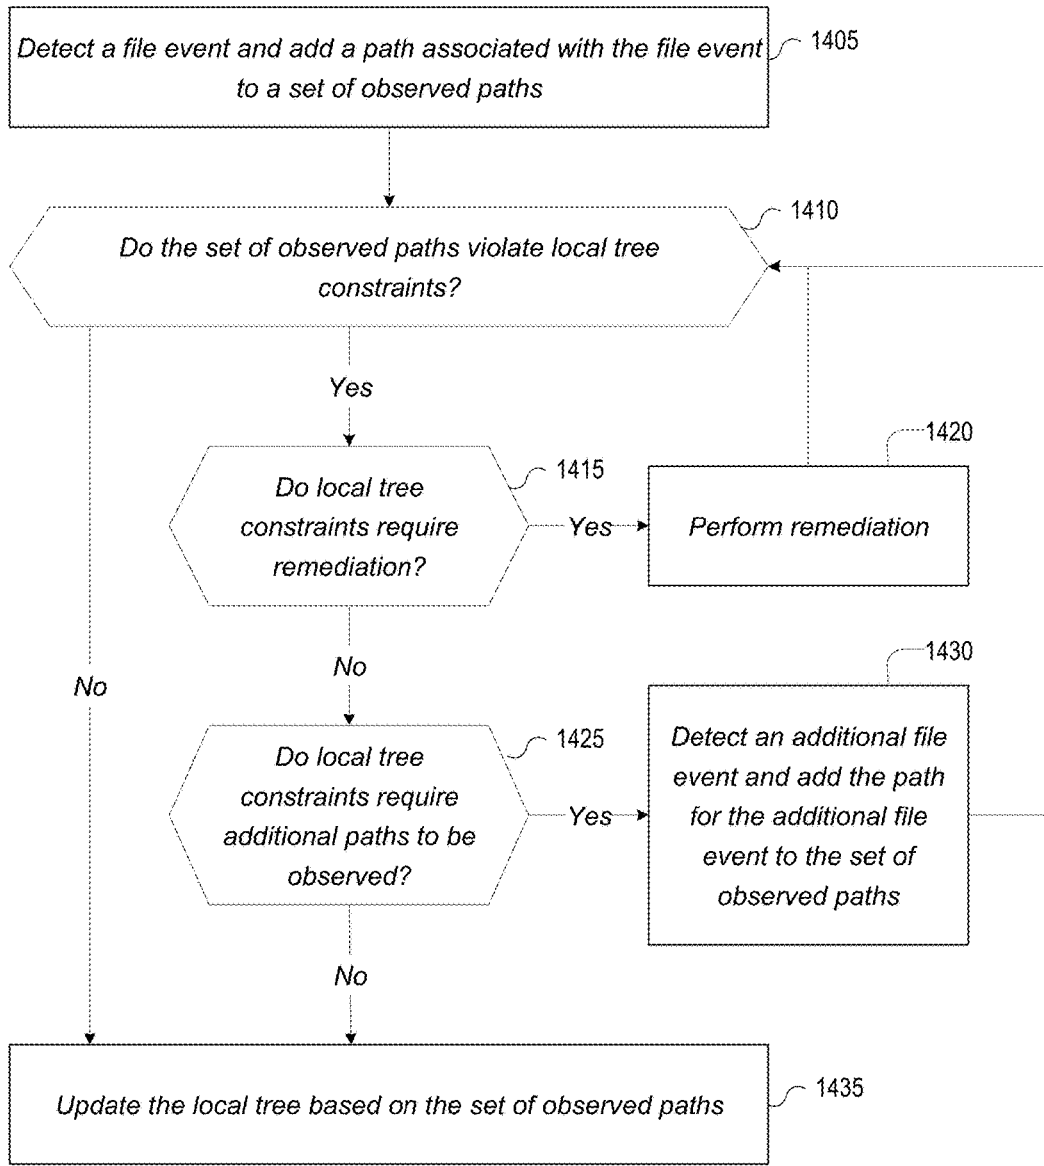 Detect a file event and add a path associated with the file event
to a set of observed paths
1405
1410
Do the set of observed paths violate local tree
constraints?
Yes
1420
1415
Do local tree
constraints require
remediation?
Yes
Perform remediation
No
No
1430
1425
Do local tree
constraints require
additional paths to be
observed?
Yes
Detect an additional file
event and add the path
for the additional file
event to the set of
observed paths
No
Update the local tree based on the set of observed paths
1435